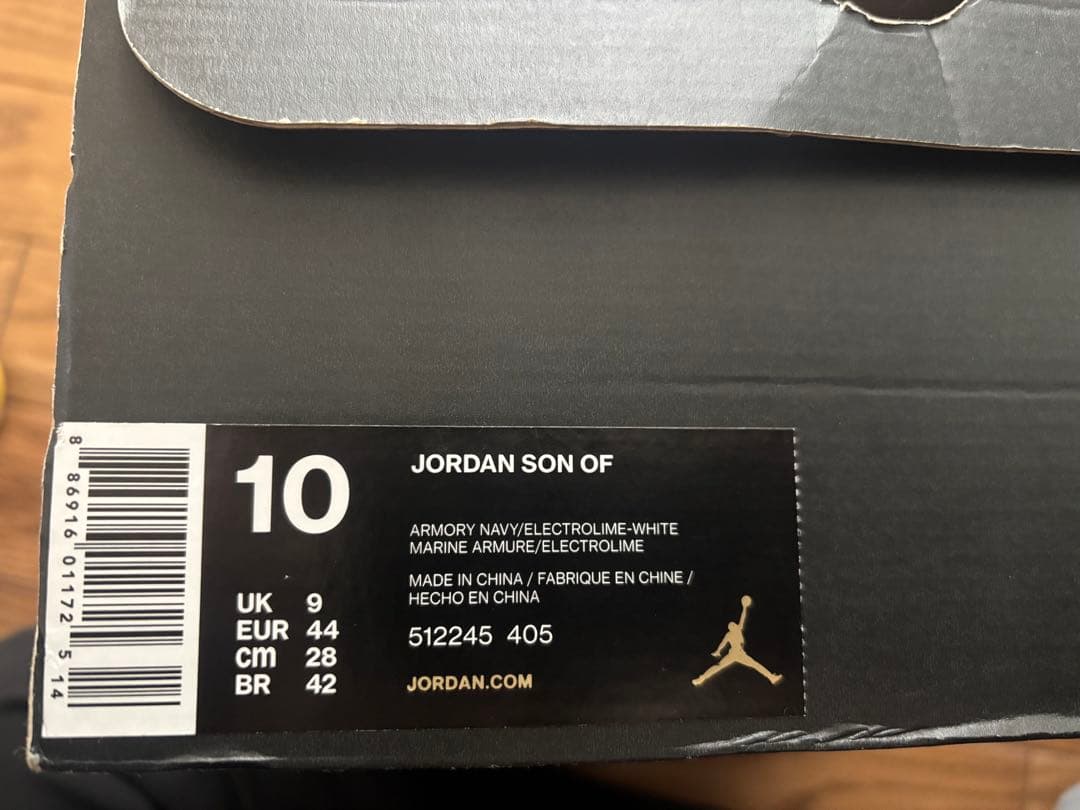 8 86916 01172 5 14
10
UK 9
EUR 44
cm 28
BR 42
JORDAN SON OF
ARMORY NAVY/ELECTROLIME-WHITE
MARINE ARMURE/ELECTROLIME
MADE IN CHINA / FABRIQUE EN CHINE /
HECHO EN CHINA
512245 405
JORDAN.COM